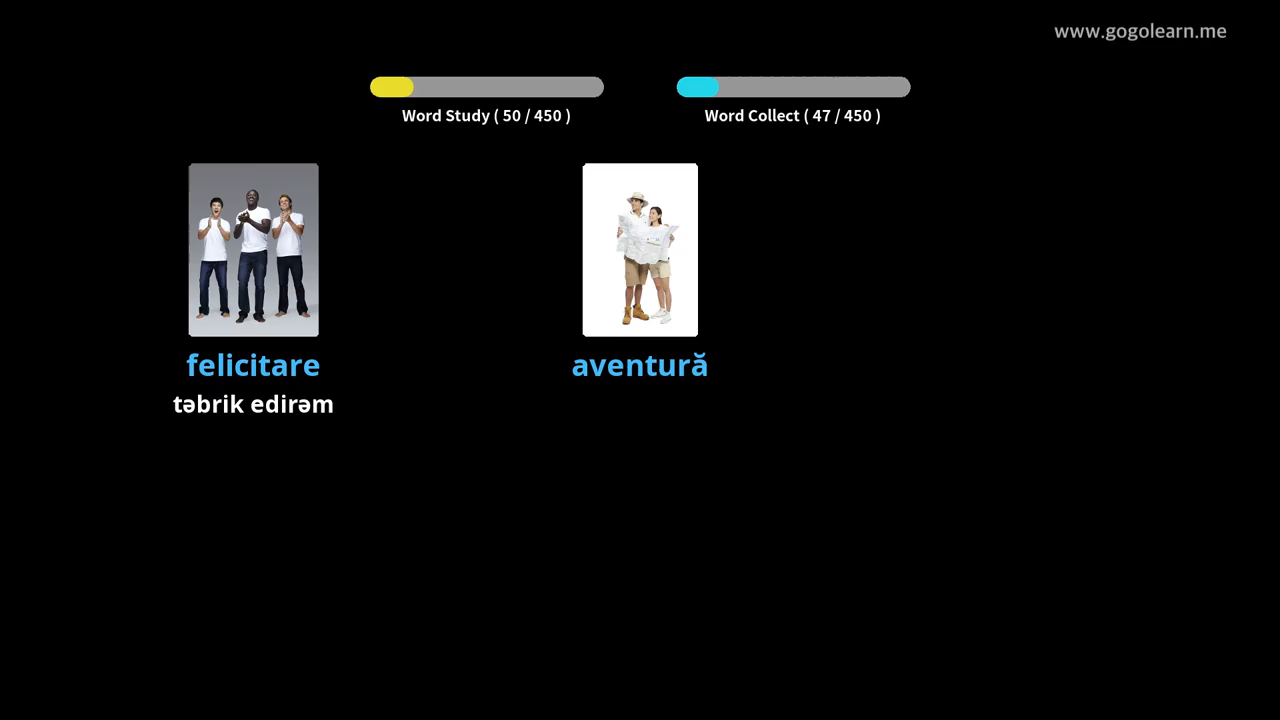 www.gogolearn.me
Word Study ( 50 / 450 )
Word Collect ( 47 / 450 )
felicitare
təbrik edirəm
aventură